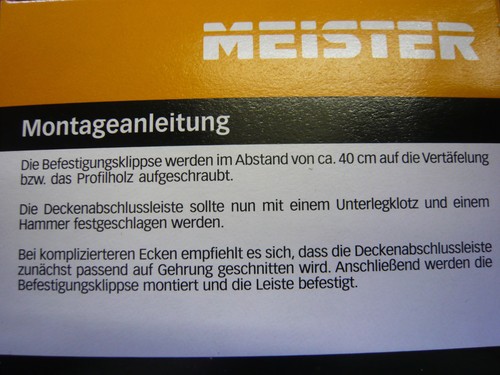 MEISTER
Montageanleitung
Die Befestigungsklippse werden im Abstand von ca. 40 cm auf die Vertäfelung
bzw. das Profilholz aufgeschraubt.
Die Deckenabschlussleiste sollte nun mit einem Unterlegklotz und einem
Hammer festgeschlagen werden.
Bei komplizierteren Ecken empfiehlt es sich, dass die Deckenabschlussleiste
zunächst passend auf Gehrung geschnitten wird. Anschließend werden die
Befestigungsklippse montiert und die Leiste befestigt.